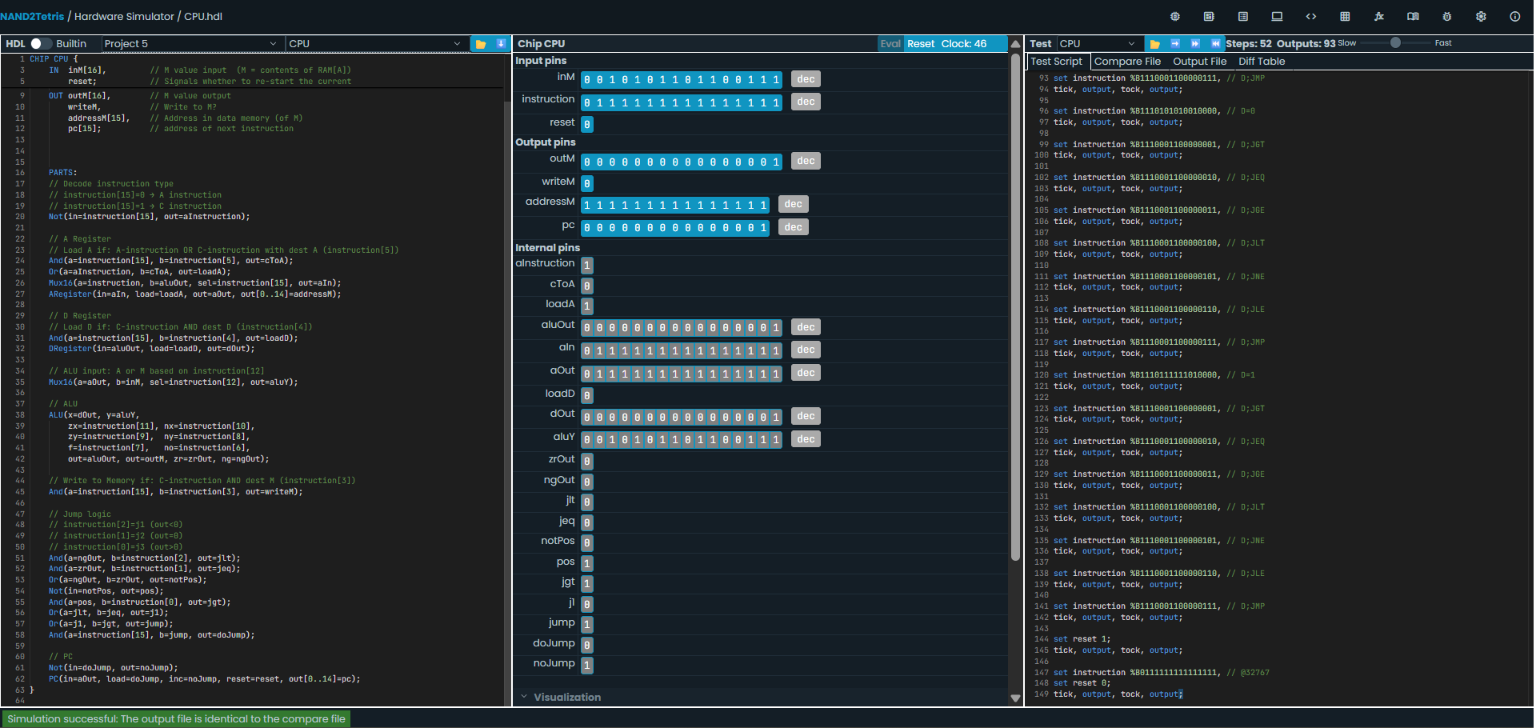 NAND2Tetris / Hardware Simulator / CPU.hdl
HDL Builtin Project 5 CPU
1 CHIP CPU {
3 IN inM[16], // M value input (M = contents of RAM[A])
5 reset; // Signals whether to re-start the current
9 OUT outM[16], // M value output
10 writeM, // Write to M?
11 addressM[15], // Address in data memory (of M)
12 pc[15]; // address of next instruction
13
14
15
16 PARTS:
17 // Decode instruction type
18 // instruction[15]=0 → A instruction
19 // instruction[15]=1 → C instruction
20 Not(in=instruction[15], out=aInstruction);
21
22 // A Register
23 // Load A if: A-instruction OR C-instruction with dest A (instruction[5])
24 And(a=instruction[15], b=instruction[5], out=cToA);
25 Or(a=aInstruction, b=cToA, out=loadA);
26 Mux16(a=instruction, b=aluOut, sel=instruction[15], out=aIn);
27 ARegister(in=aIn, load=loadA, out=aOut, out[0..14]=addressM);
28
29 // D Register
30 // Load D if: C-instruction AND dest D (instruction[4])
31 And(a=instruction[15], b=instruction[4], out=loadD);
32 DRegister(in=aluOut, load=loadD, out=dOut);
33
34 // ALU input: A or M based on instruction[12]
35 Mux16(a=aOut, b=inM, sel=instruction[12], out=aluY);
36
37 // ALU
38 ALU(x=dOut, y=aluY,
39 zx=instruction[11], nx=instruction[10],
40 zy=instruction[9], ny=instruction[8],
41 f=instruction[7], no=instruction[6],
42 out=aluOut, out=outM, zr=zrOut, ng=ngOut);
43
44 // Write to Memory if: C-instruction AND dest M (instruction[3])
45 And(a=instruction[15], b=instruction[3], out=writeM);
46
47 // Jump logic
48 // instruction[2]=j1 (out<0)
49 // instruction[1]=j2 (out=0)
50 // instruction[0]=j3 (out>0)
51 And(a=ngOut, b=instruction[2], out=jlt);
52 And(a=zrOut, b=instruction[1], out=jeq);
53 Or(a=ngOut, b=zrOut, out=notPos);
54 Not(in=notPos, out=pos);
55 And(a=pos, b=instruction[0], out=jgt);
56 Or(a=jlt, b=jeq, out=j1);
57 Or(a=j1, b=jgt, out=jump);
58 And(a=instruction[15], b=jump, out=doJump);
59
60 // PC
61 Not(in=doJump, out=noJump);
62 PC(in=aOut, load=doJump, inc=noJump, reset=reset, out[0..14]=pc);
63 }
64
Chip CPU Eval Reset Clock: 46
Input pins
inM 0 0 1 0 1 0 1 1 0 1 1 0 0 1 1 1 dec
instruction 0 1 1 1 1 1 1 1 1 1 1 1 1 1 1 1 dec
reset 0
Output pins
outM 0 0 0 0 0 0 0 0 0 0 0 0 0 0 0 1 dec
writeM 0
addressM 1 1 1 1 1 1 1 1 1 1 1 1 1 1 1 dec
pc 0 0 0 0 0 0 0 0 0 0 0 0 0 0 1 dec
Internal pins
aInstruction 1
cToA 0
loadA 1
aluOut 0 0 0 0 0 0 0 0 0 0 0 0 0 0 0 1 dec
aIn 0 1 1 1 1 1 1 1 1 1 1 1 1 1 1 1 dec
aOut 0 1 1 1 1 1 1 1 1 1 1 1 1 1 1 1 dec
loadD 0
dOut 0 0 0 0 0 0 0 0 0 0 0 0 0 0 0 1 dec
aluY 0 0 1 0 1 0 1 1 0 1 1 0 0 1 1 1 dec
zrOut 0
ngOut 0
jlt 0
jeq 0
notPos 0
pos 1
jgt 1
j1 0
jump 1
doJump 0
noJump 1
Visualization
Test CPU Steps: 52 Outputs: 93 Slow Fast
Test Script Compare File Output File Diff Table
93 set instruction %B1110001100000111, // D;JMP
94 tick, output, tock, output;
95
96 set instruction %B1110101010010000, // D=0
97 tick, output, tock, output;
98
99 set instruction %B1110001100000001, // D;JGT
100 tick, output, tock, output;
101
102 set instruction %B1110001100000010, // D;JEQ
103 tick, output, tock, output;
104
105 set instruction %B1110001100000011, // D;JGE
106 tick, output, tock, output;
107
108 set instruction %B1110001100000100, // D;JLT
109 tick, output, tock, output;
110
111 set instruction %B1110001100000101, // D;JNE
112 tick, output, tock, output;
113
114 set instruction %B1110001100000110, // D;JLE
115 tick, output, tock, output;
116
117 set instruction %B1110001100000111, // D;JMP
118 tick, output, tock, output;
119
120 set instruction %B1110111111010000, // D=1
121 tick, output, tock, output;
122
123 set instruction %B1110001100000001, // D;JGT
124 tick, output, tock, output;
125
126 set instruction %B1110001100000010, // D;JEQ
127 tick, output, tock, output;
128
129 set instruction %B1110001100000011, // D;JGE
130 tick, output, tock, output;
131
132 set instruction %B1110001100000100, // D;JLT
133 tick, output, tock, output;
134
135 set instruction %B1110001100000101, // D;JNE
136 tick, output, tock, output;
137
138 set instruction %B1110001100000110, // D;JLE
139 tick, output, tock, output;
140
141 set instruction %B1110001100000111, // D;JMP
142 tick, output, tock, output;
143
144 set reset 1;
145 tick, output, tock, output;
146
147 set instruction %B0111111111111111, // @32767
148 set reset 0;
149 tick, output, tock, output;
Simulation successful: The output file is identical to the compare file